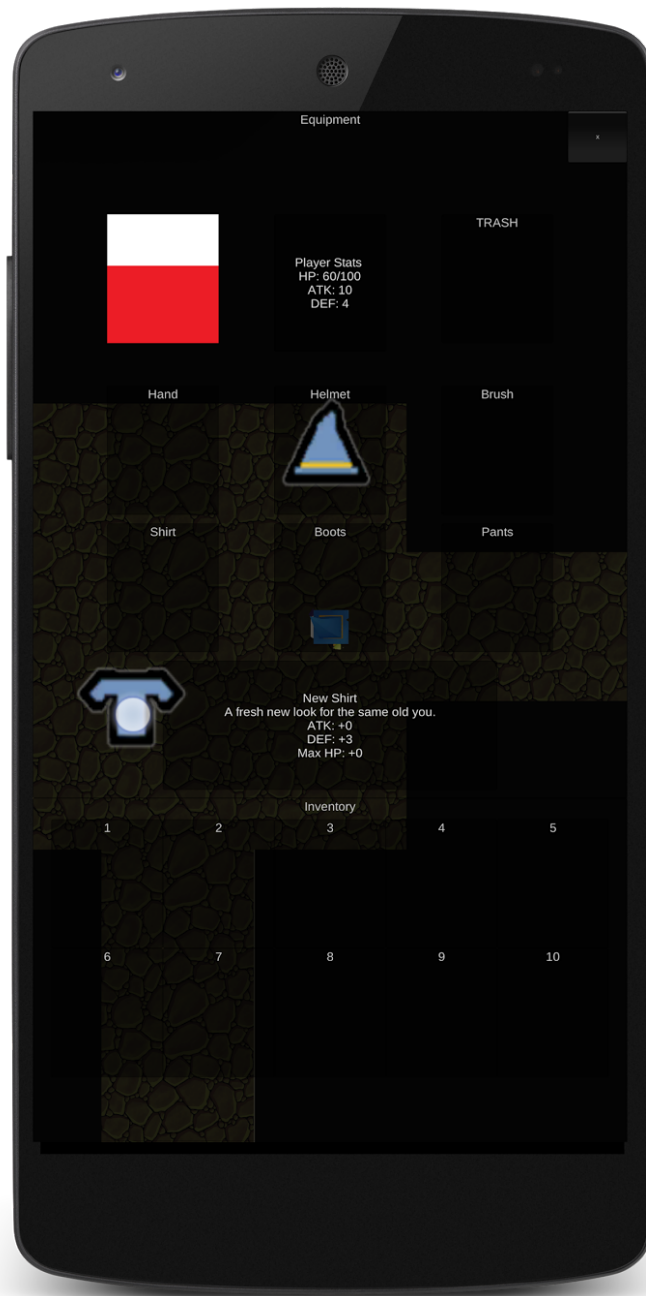 Equipment
x
TRASH
Player Stats
HP: 60/100
ATK: 10
DEF: 4
Hand
Helmet
Brush
Shirt
Boots
Pants
New Shirt
A fresh new look for the same old you.
ATK: +0
DEF: +3
Max HP: +0
Inventory
1
2
3
4
5
6
7
8
9
10